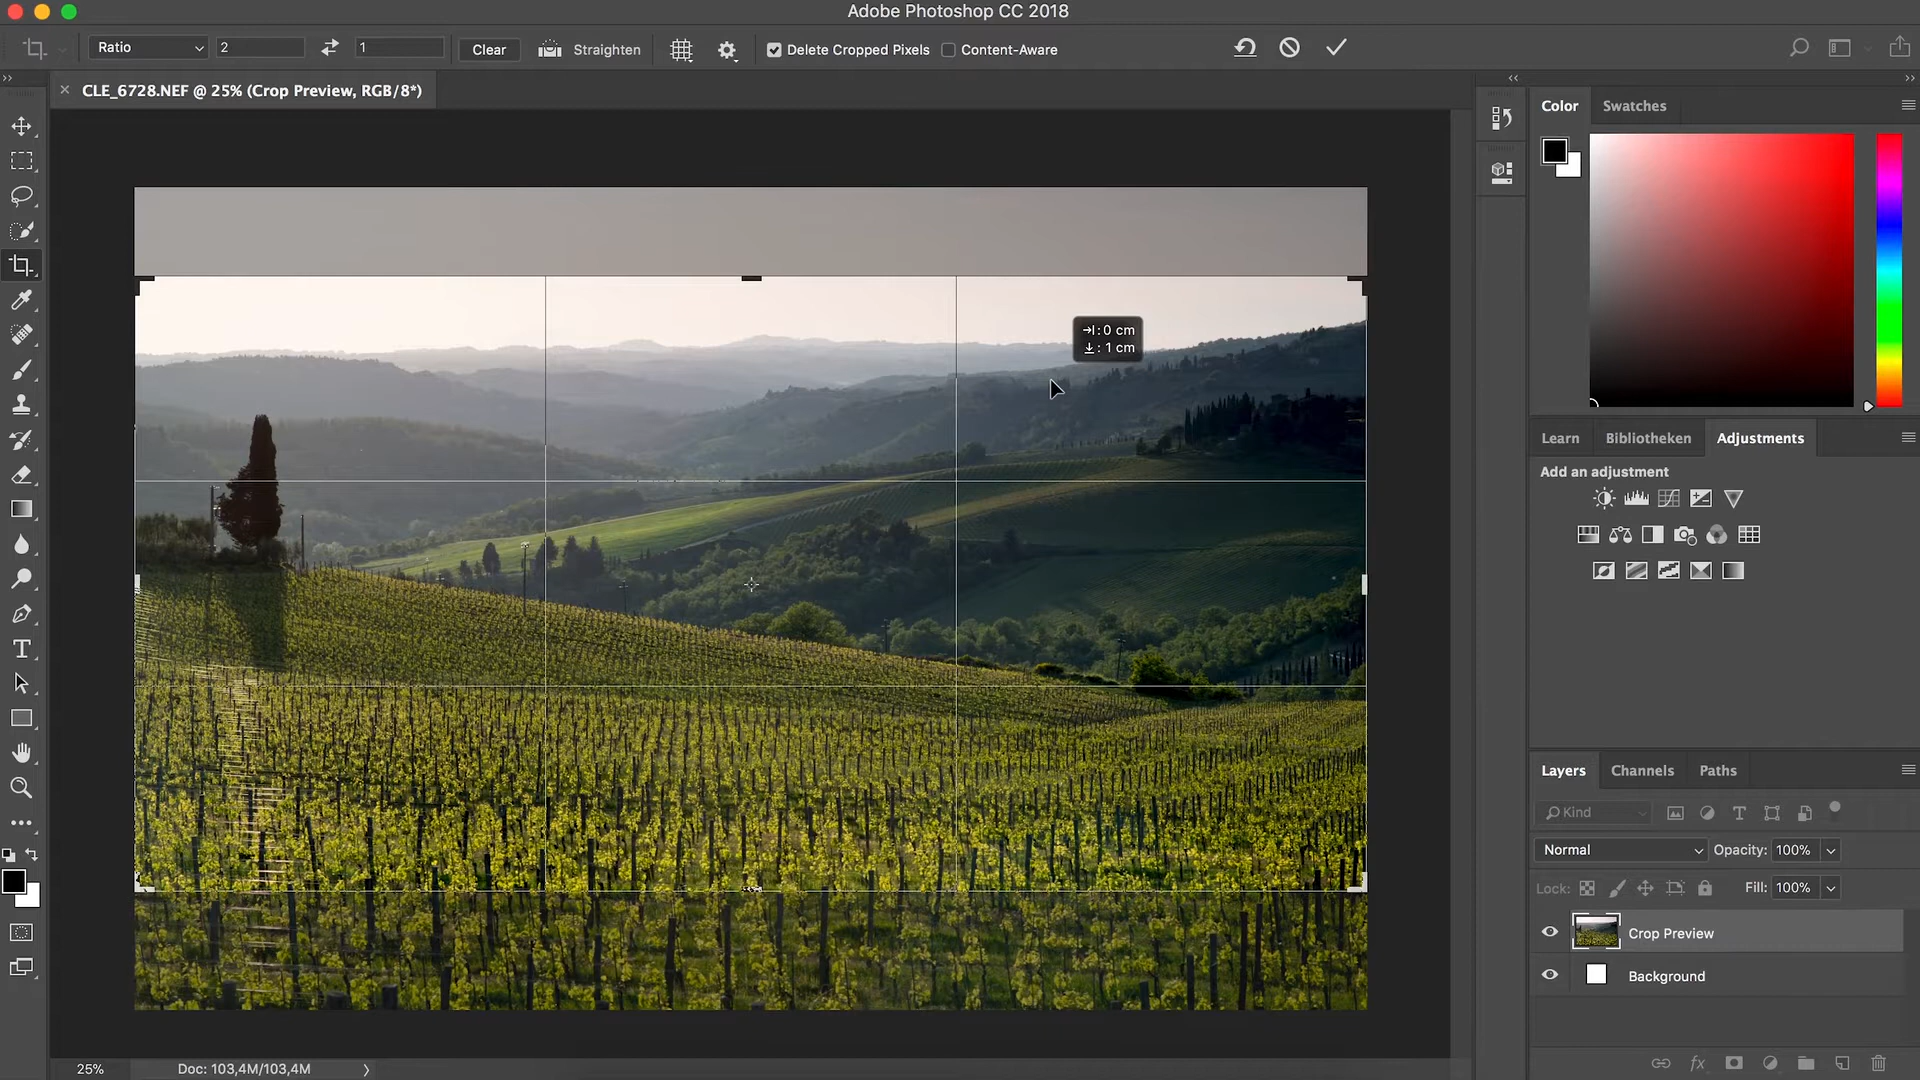 Adobe Photoshop CC 2018
Ratio
2
1
Clear
Straighten
Delete Cropped Pixels
Content-Aware
CLE_6728.NEF @ 25% (Crop Preview, RGB/8*)
Color
Swatches
: 0 cm
: 1 cm
Learn
Bibliotheken
Adjustments
Add an adjustment
Layers
Channels
Paths
Kind
Normal
Opacity: 100%
Lock:
Fill: 100%
Crop Preview
Background
25%
Doc: 103,4M/103,4M